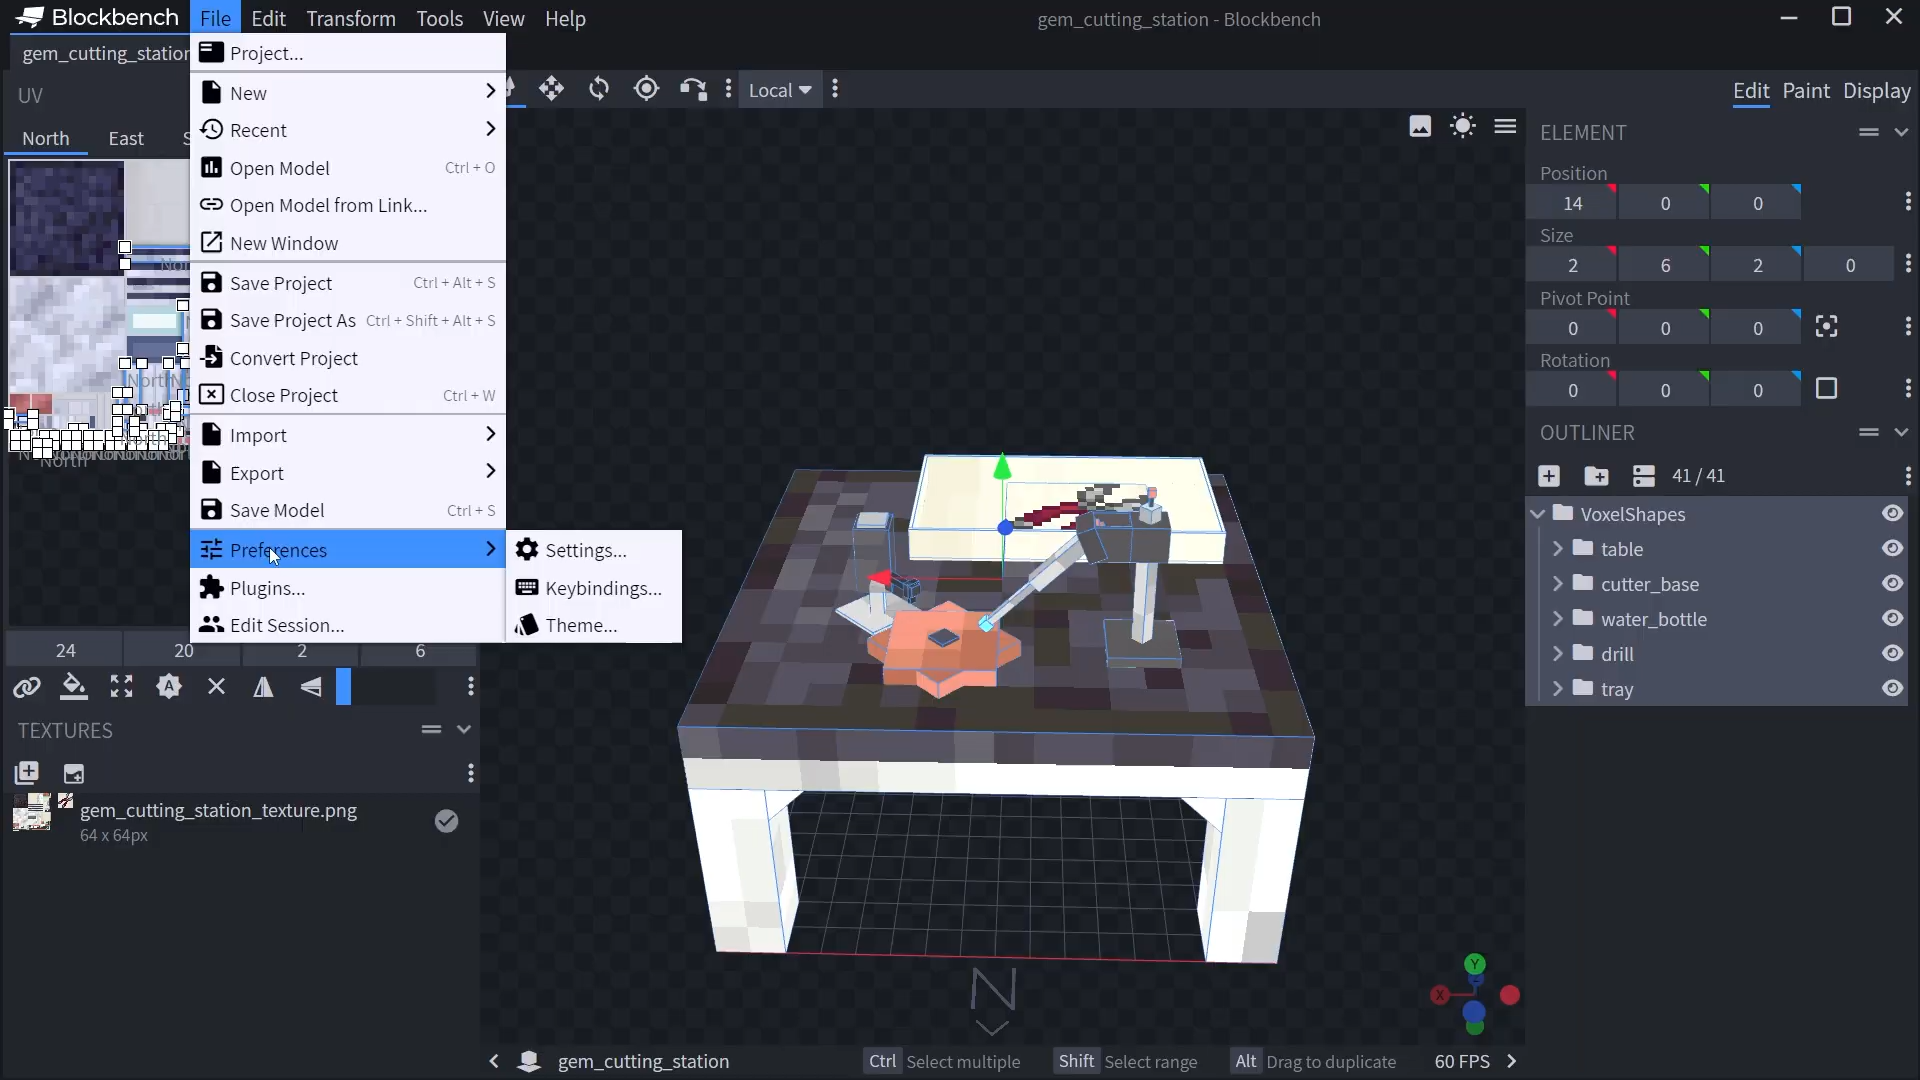 Blockbench File Edit Transform Tools View Help
gem_cutting_station - Blockbench
gem_cutting_station
UV
North East S
Project...
New
Recent
Open Model Ctrl + O
Open Model from Link...
New Window
Save Project Ctrl + Alt + S
Save Project As Ctrl + Shift + Alt + S
Convert Project
Close Project Ctrl + W
Import
Export
Save Model Ctrl + S
Preferences
Plugins...
Edit Session...
Settings...
Keybindings...
Theme...
Local
Edit Paint Display
North
North
North
24 20 2 6
TEXTURES
gem_cutting_station_texture.png
64 x 64px
ELEMENT
Position
14 0 0
Size
2 6 2 0
Pivot Point
0 0 0
Rotation
0 0 0
OUTLINER
41 / 41
VoxelShapes
table
cutter_base
water_bottle
drill
tray
N
Y
X
gem_cutting_station
Ctrl Select multiple Shift Select range Alt Drag to duplicate 60 FPS